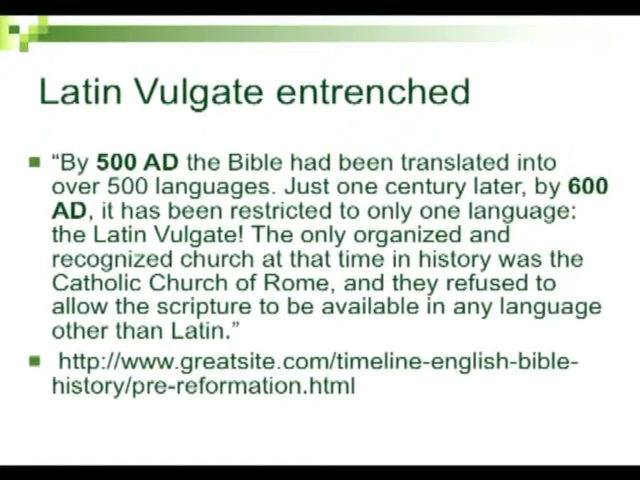 Latin Vulgate entrenched
“By 500 AD the Bible had been translated into
over 500 languages. Just one century later, by 600
AD, it has been restricted to only one language:
the Latin Vulgate! The only organized and
recognized church at that time in history was the
Catholic Church of Rome, and they refused to
allow the scripture to be available in any language
other than Latin.”
http://www.greatsite.com/timeline-english-bible-
history/pre-reformation.html